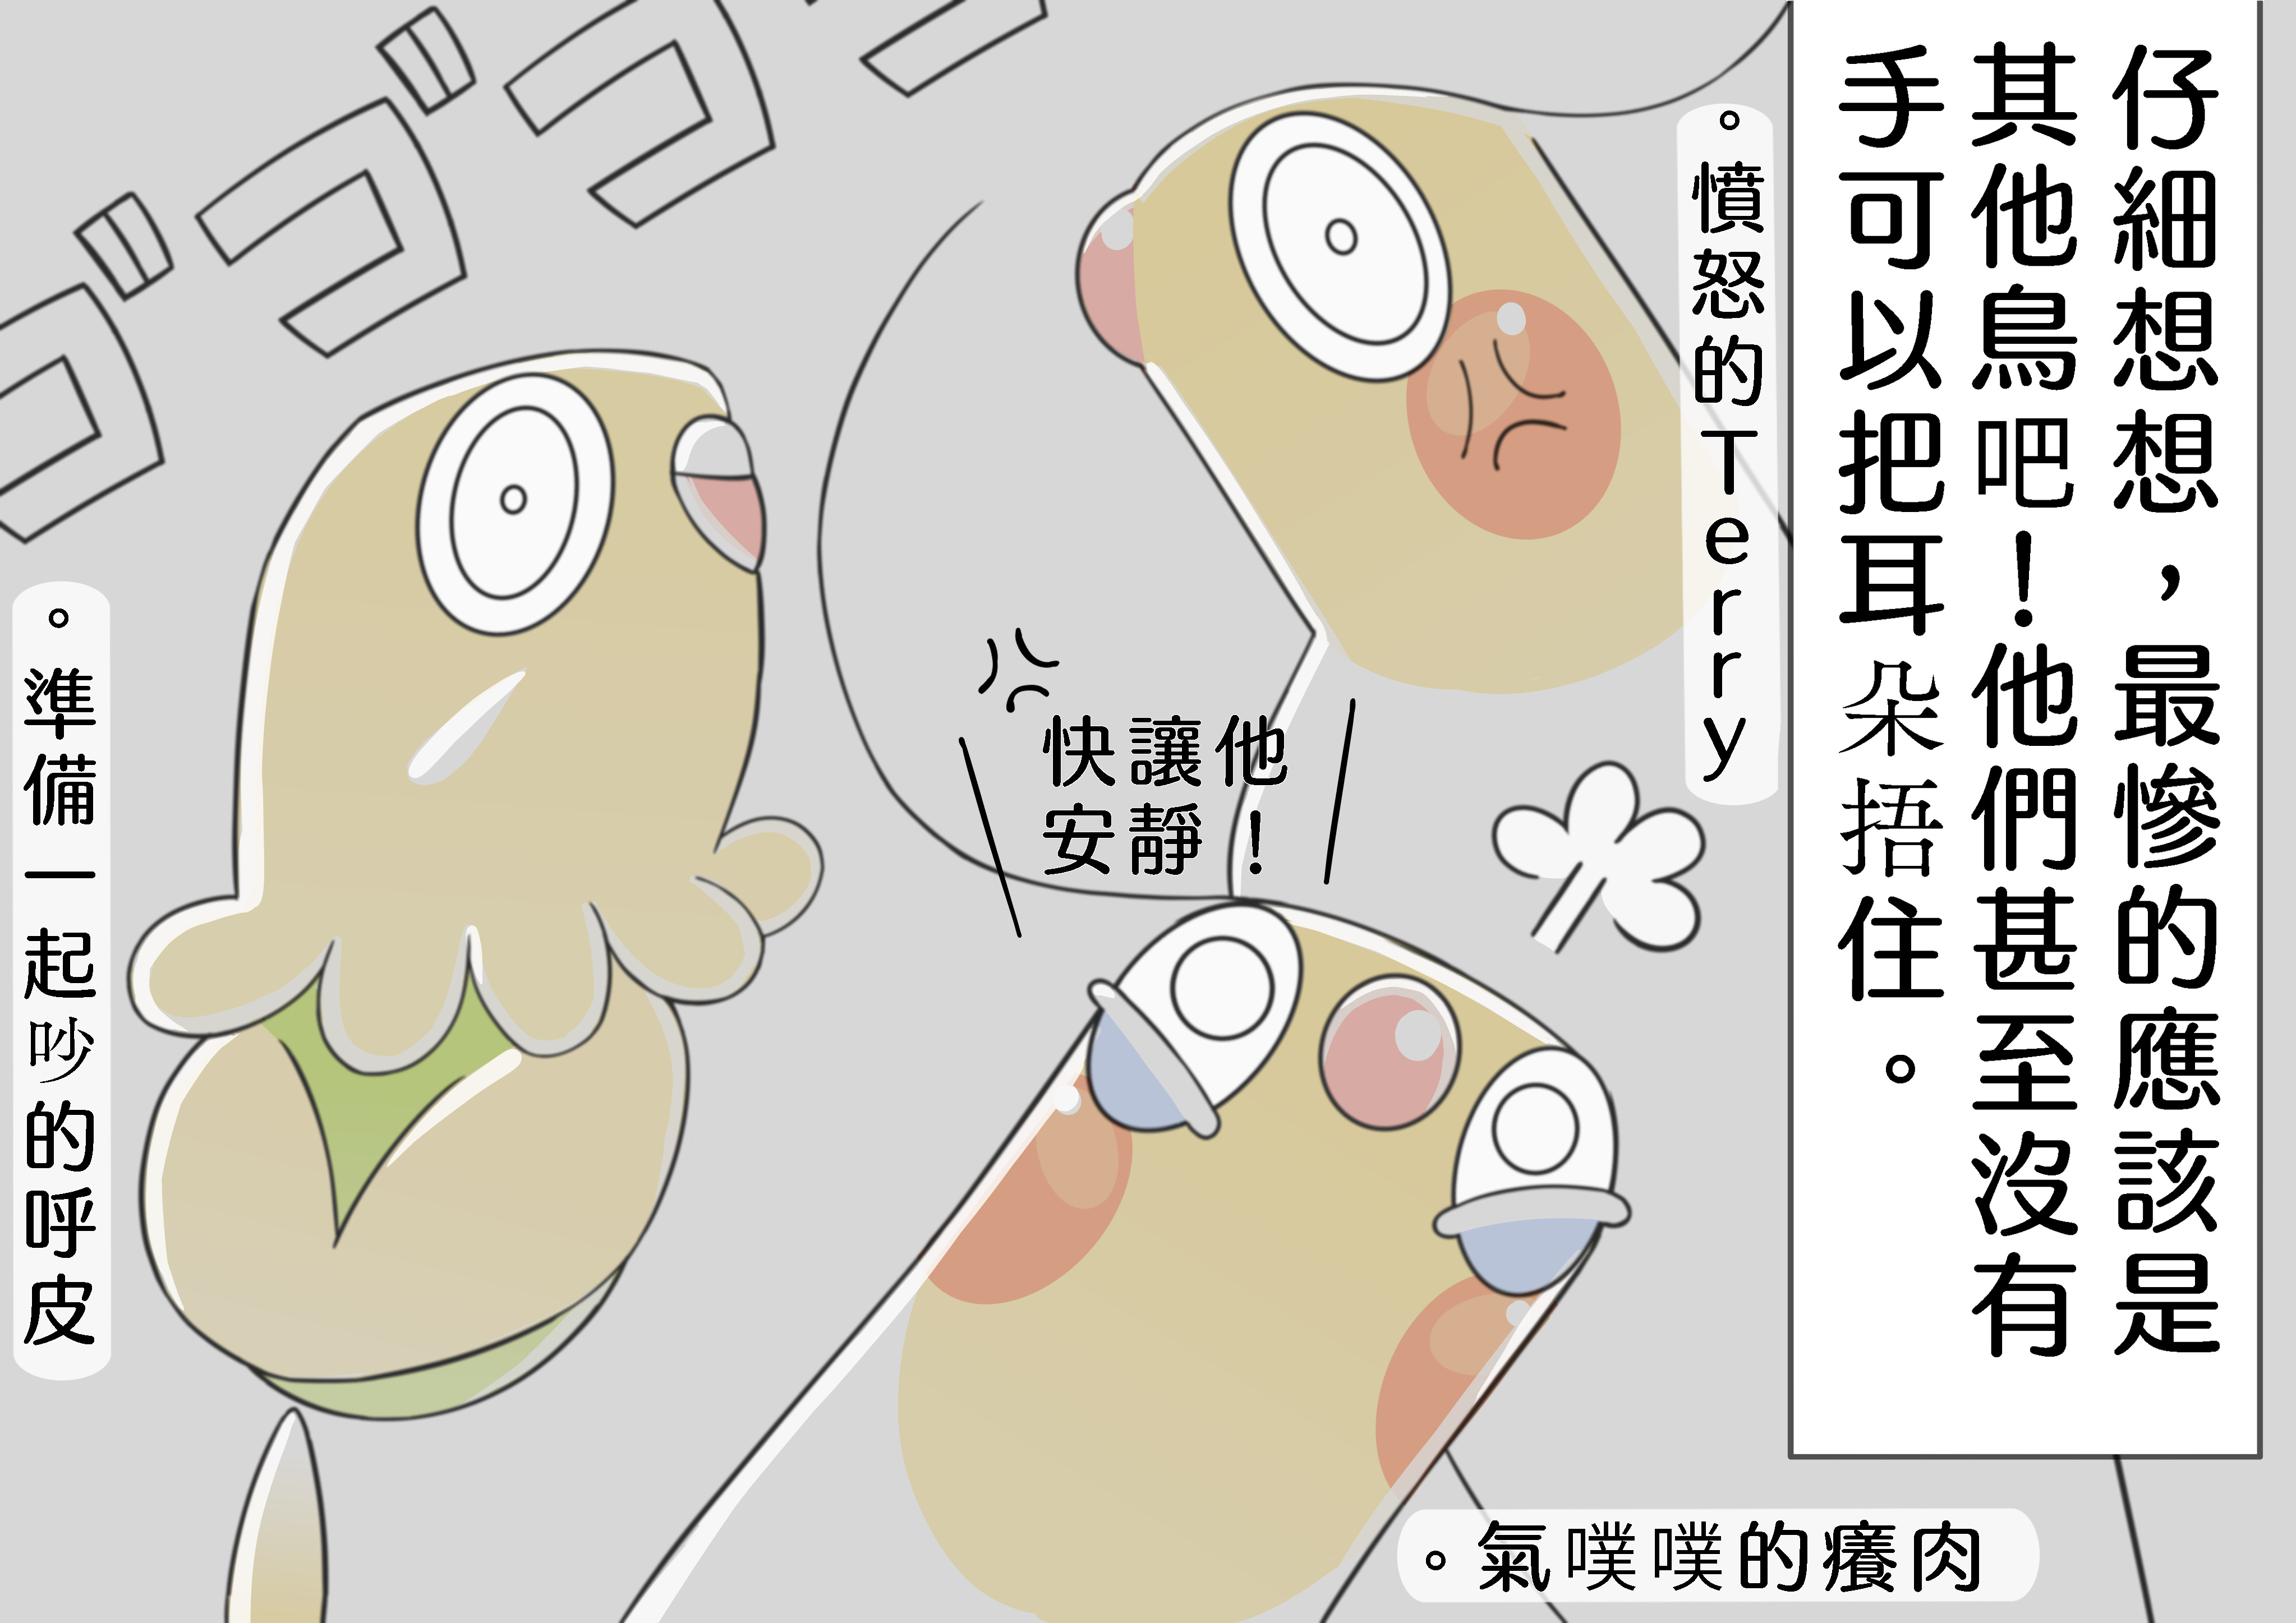 仔細想想，最慘的應該是
其他鳥吧！他們甚至沒有
手可以把耳朵捂住。
。憤怒的Terry
快讓他
安靜！
ゴゴゴ
。準備一起吵的呼皮
。氣噗噗的癢肉